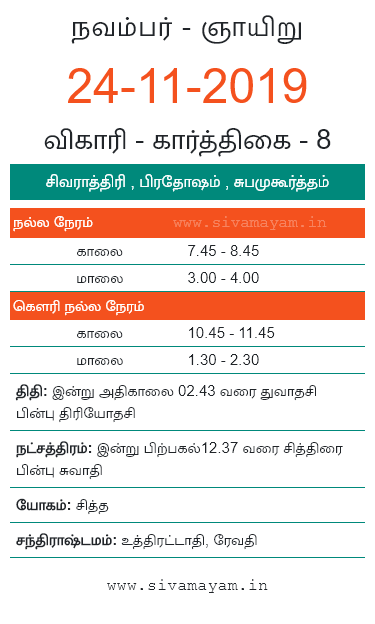 நவம்பர் - ஞாயிறு
24-11-2019
விகாரி - கார்த்திகை - 8
சிவராத்திரி , பிரதோஷம் , சுபமுகூர்த்தம்
நல்ல நேரம் www.sivamayam.in
காலை 7.45 - 8.45
மாலை 3.00 - 4.00
கௌரி நல்ல நேரம்
காலை 10.45 - 11.45
மாலை 1.30 - 2.30
திதி: இன்று அதிகாலை 02.43 வரை துவாதசி
பின்பு திரியோதசி
நட்சத்திரம்: இன்று பிற்பகல்12.37 வரை சித்திரை
பின்பு சுவாதி
யோகம்: சித்த
சந்திராஷ்டமம்: உத்திரட்டாதி, ரேவதி
www.sivamayam.in